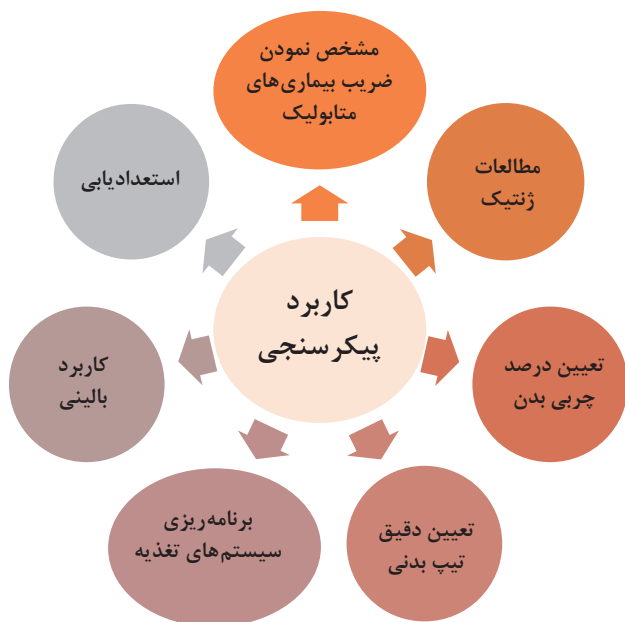 مشخص نمودن
ضریب بیماری‌های
متابولیک
مطالعات
ژنتیک
تعیین درصد
چربی بدن
تعیین دقیق
تیپ بدنی
برنامه‌ریزی
سیستم‌های تغذیه
کاربرد
بالینی
استعدادیابی
کاربرد
پیکرسنجی